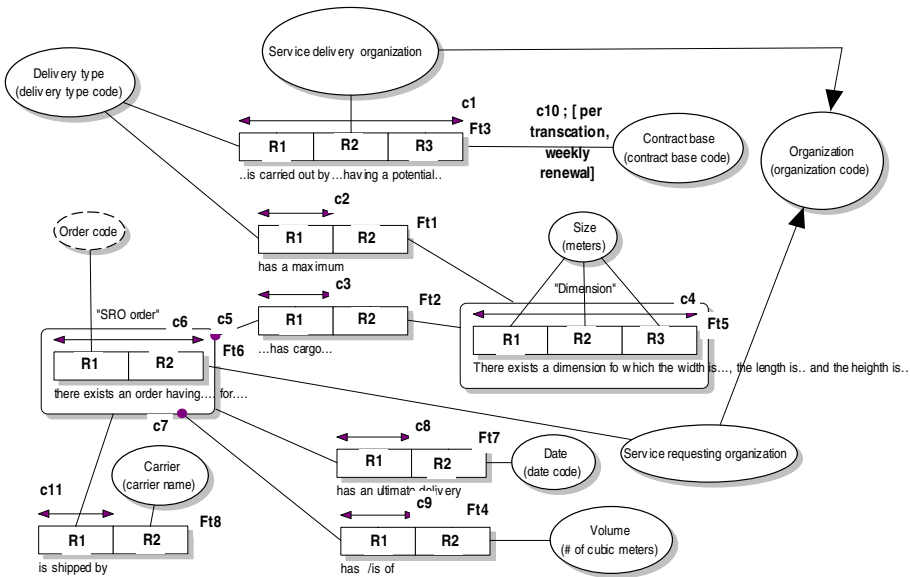 Service delivery organization
Delivery type
(delivery type code)
c1
Ft3
R1 R2 R3
..is carried out by ...having a potential..
c10 ; [ per
transcation,
weekly
renewal]
Contract base
(contract base code)
Organization
(organization code)
c2
Ft1
R1 R2
has a maximum
Order code
Size
(meters)
c3
Ft2
R1 R2
...has cargo...
"Dimension"
c4
Ft5
R1 R2 R3
There exists a dimension fo which the width is..., the length is.. and the heighth is..
"SRO order"
c5
c6
Ft6
R1 R2
there exists an order having.... for....
c7
c8
Ft7
R1 R2
has an ultimate delivery
Date
(date code)
Service requesting organization
Carrier
(carrier name)
c11
Ft8
R1 R2
is shipped by
c9
Ft4
R1 R2
has /is of
Volume
(# of cubic meters)